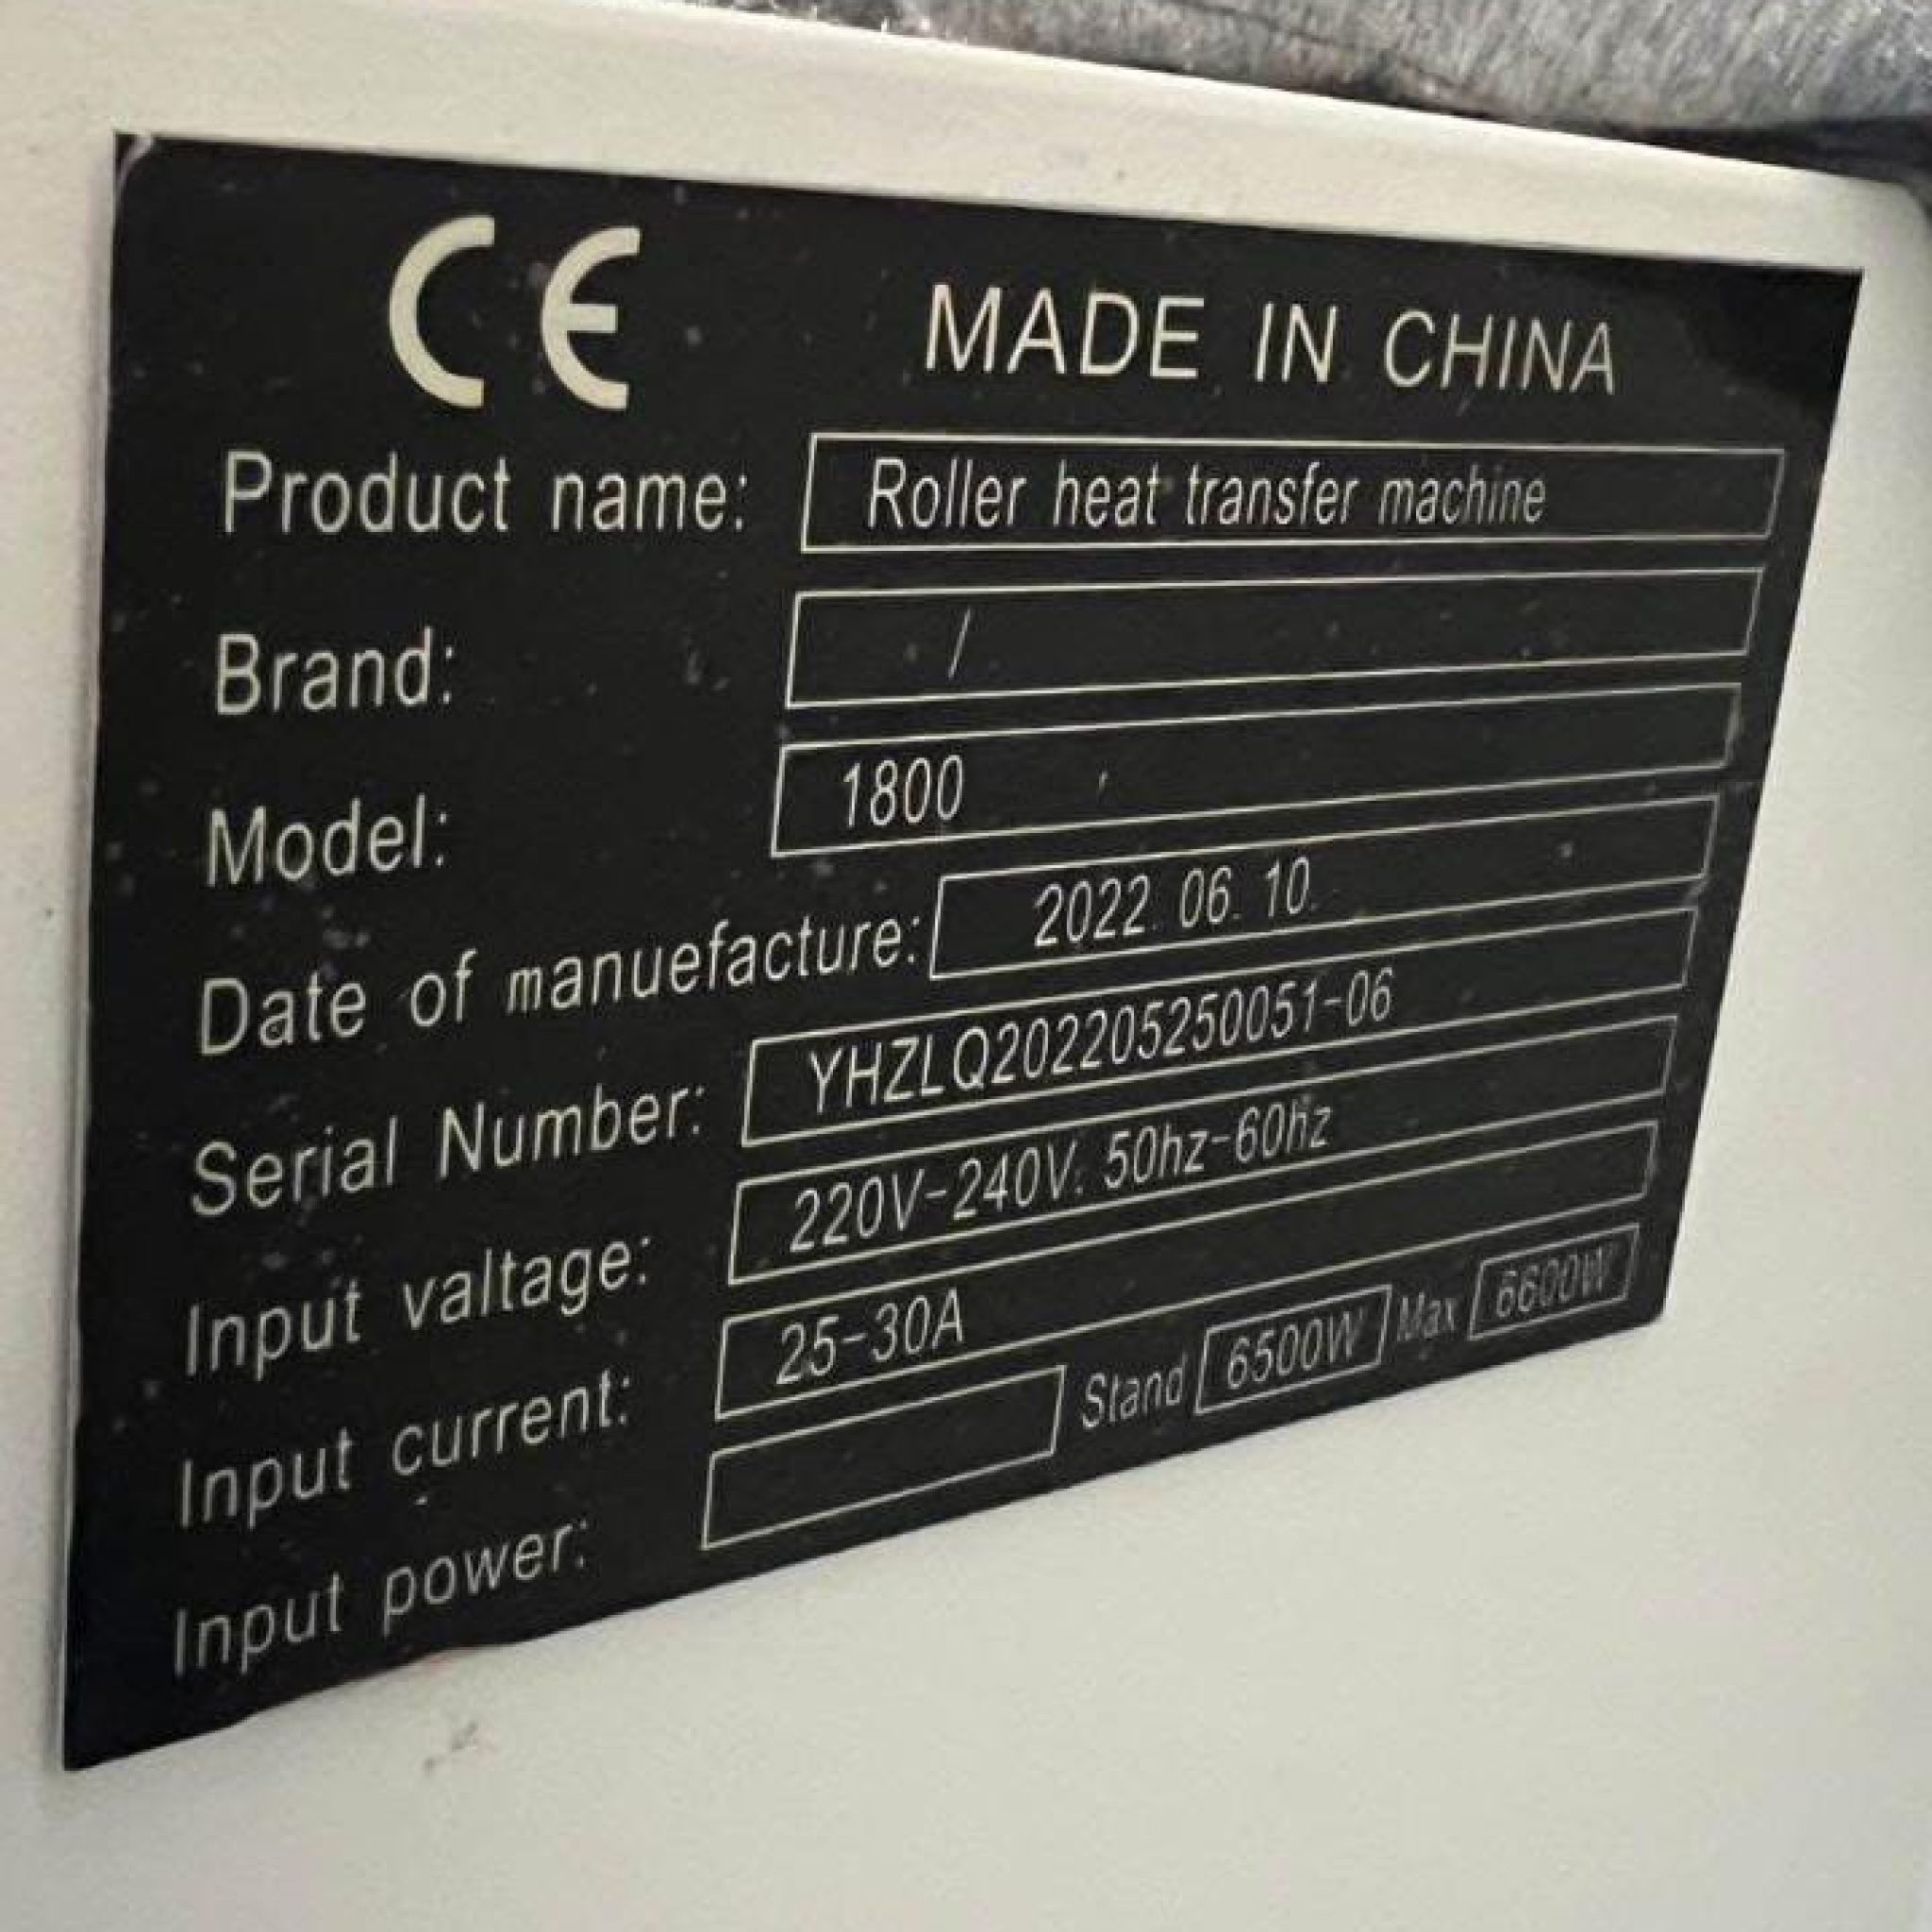 CE MADE IN CHINA
Product name: Roller heat transfer machine
Brand: /
Model: 1800
Date of manuefacture: 2022. 06. 10.
Serial Number: YHZLQ202205250051-06
Input valtage: 220V-240V. 50hz-60hz
Input current: 25-30A
Input power: Stand 6500W Max 6600W